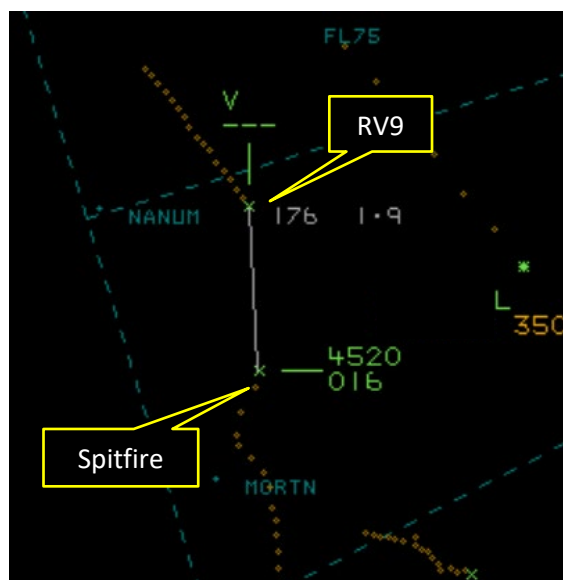 FL75
V
---
RV9
NANUM
176 1·9
L
350
4520
016
Spitfire
MORTN